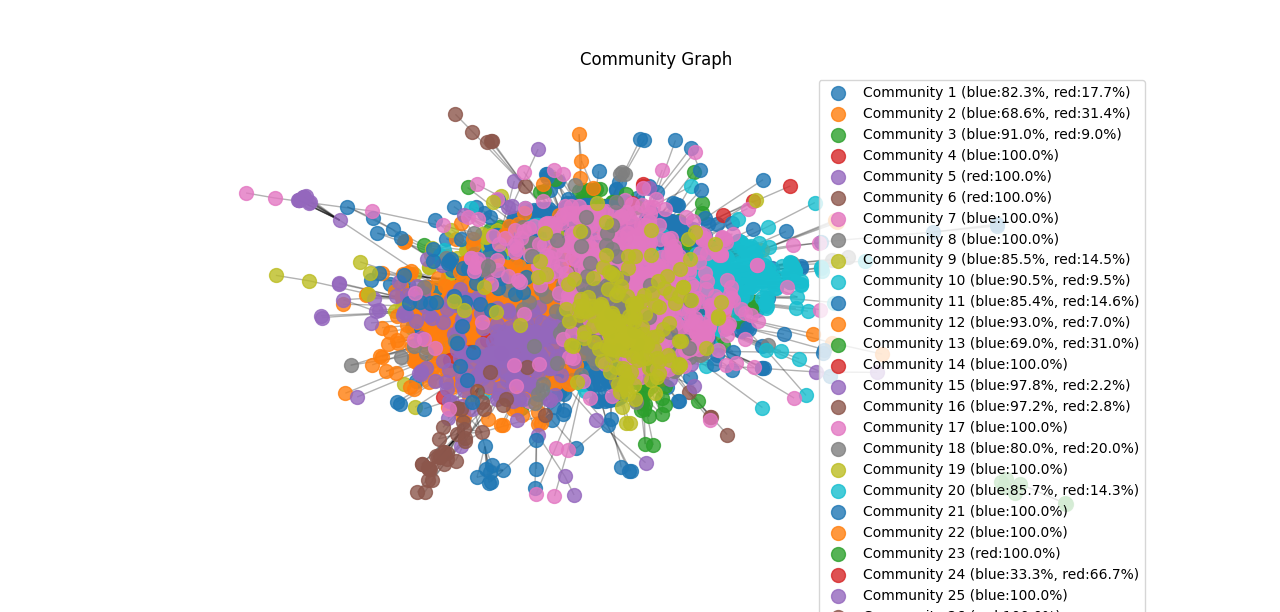 Community Graph
Community 1 (blue:82.3%, red:17.7%)
Community 2 (blue:68.6%, red:31.4%)
Community 3 (blue:91.0%, red:9.0%)
Community 4 (blue:100.0%)
Community 5 (red:100.0%)
Community 6 (red:100.0%)
Community 7 (blue:100.0%)
Community 8 (blue:100.0%)
Community 9 (blue:85.5%, red:14.5%)
Community 10 (blue:90.5%, red:9.5%)
Community 11 (blue:85.4%, red:14.6%)
Community 12 (blue:93.0%, red:7.0%)
Community 13 (blue:69.0%, red:31.0%)
Community 14 (blue:100.0%)
Community 15 (blue:97.8%, red:2.2%)
Community 16 (blue:97.2%, red:2.8%)
Community 17 (blue:100.0%)
Community 18 (blue:80.0%, red:20.0%)
Community 19 (blue:100.0%)
Community 20 (blue:85.7%, red:14.3%)
Community 21 (blue:100.0%)
Community 22 (blue:100.0%)
Community 23 (red:100.0%)
Community 24 (blue:33.3%, red:66.7%)
Community 25 (blue:100.0%)